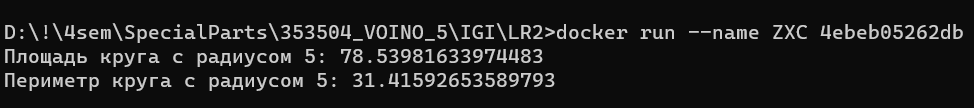 D:\!\4sem\SpecialParts\353504_VOINO_5\IGI\LR2>docker run --name ZXC 4ebeb05262db
Площадь круга с радиусом 5: 78.53981633974483
Периметр круга с радиусом 5: 31.41592653589793